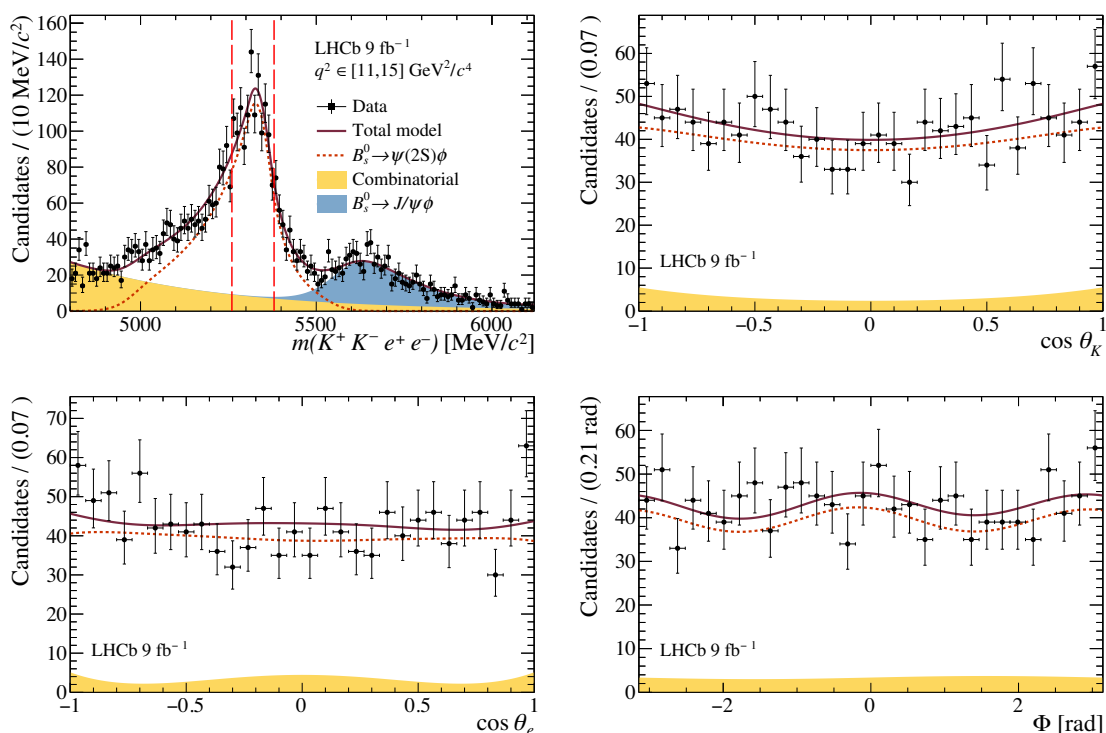 Candidates / (10 MeV/c²)
160
140
120
100
80
60
40
20
0
LHCb 9 fb⁻¹
q² ∈ [11,15] GeV²/c⁴
Data
Total model
B⁰ₛ→ψ(2S)ϕ
Combinatorial
B⁰ₛ→J/ψϕ
5000 5500 6000
m(K⁺ K⁻ e⁺ e⁻) [MeV/c²]
Candidates / (0.07)
60
50
40
30
20
10
0
LHCb 9 fb⁻¹
-1 -0.5 0 0.5 1
cos θ_K
Candidates / (0.07)
70
60
50
40
30
20
10
0
LHCb 9 fb⁻¹
-1 -0.5 0 0.5 1
cos θₑ
Candidates / (0.21 rad)
60
50
40
30
20
10
0
LHCb 9 fb⁻¹
−2 0 2
Φ [rad]